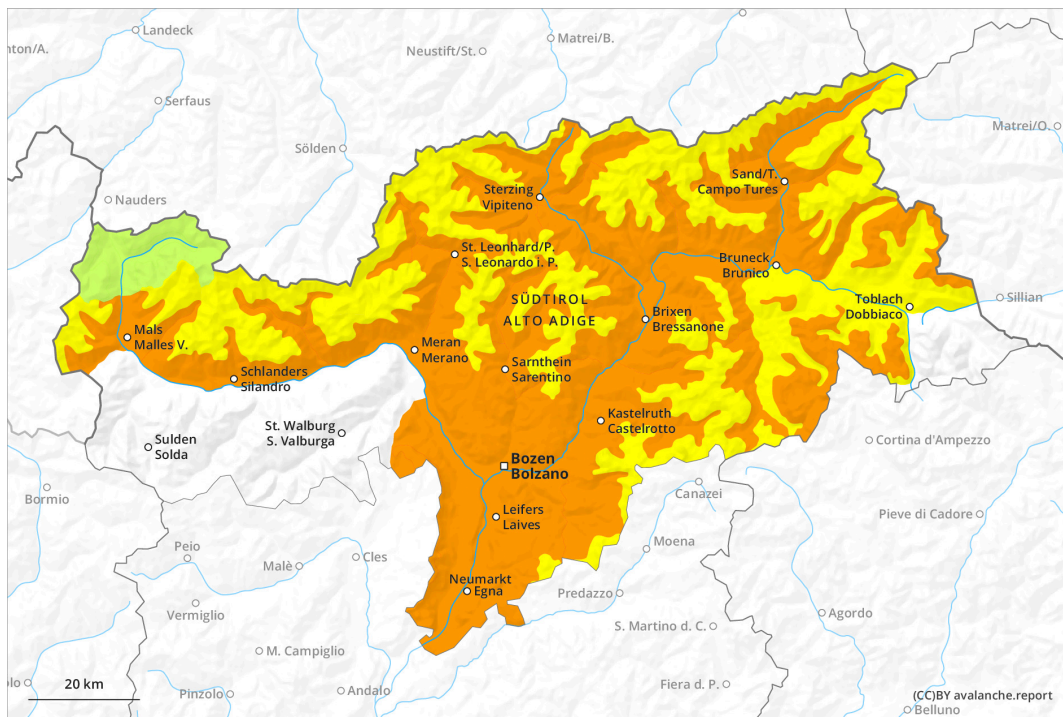 Landeck
Matrei/B.
Neustift/St.
nton/A.
Serfaus
Matrei/O.
Sölden
Sand/T.
Campo Tures
Sterzing
Vipiteno
Nauders
St. Leonhard/P.
S. Leonardo i. P.
Bruneck
Brunico
SÜDTIROL
ALTO ADIGE
Toblach
Dobbiaco
Sillian
Brixen
Bressanone
Mals
Malles V.
Meran
Merano
Sarnthein
Sarentino
Schlanders
Silandro
Kastelruth
Castelrotto
St. Walburg
S. Valburga
Sulden
Solda
Cortina d'Ampezzo
Bozen
Bolzano
Bormio
Canazei
Leifers
Laives
Pieve di Cadore
Moena
Peio
Cles
Malè
Neumarkt
Egna
Predazzo
Vermiglio
Agordo
S. Martino d. C.
M. Campiglio
20 km
olo
Pinzolo
Andalo
Fiera d. P.
(CC)BY avalanche.report
Belluno